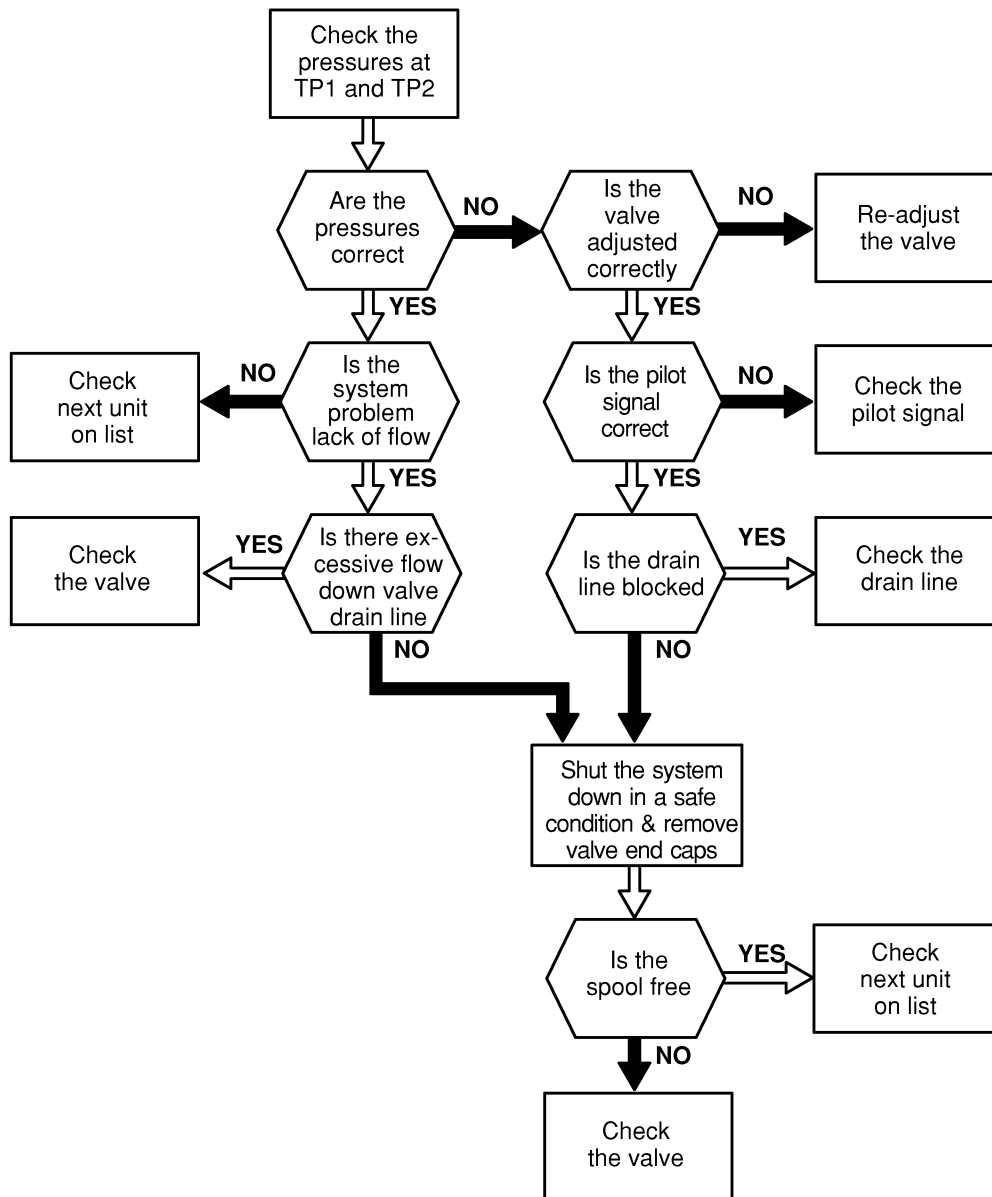 Check the
pressures at
TP1 and TP2
Are the
pressures
correct
NO
Is the
valve
adjusted
correctly
NO
Re-adjust
the valve
YES
YES
Check
next unit
on list
NO
Is the
system
problem
lack of flow
Is the pilot
signal
correct
NO
Check the
pilot signal
YES
YES
Check
the valve
YES
Is there ex-
cessive flow
down valve
drain line
Is the drain
line blocked
YES
Check the
drain line
NO
NO
Shut the system
down in a safe
condition & remove
valve end caps
Is the
spool free
YES
Check
next unit
on list
NO
Check
the valve